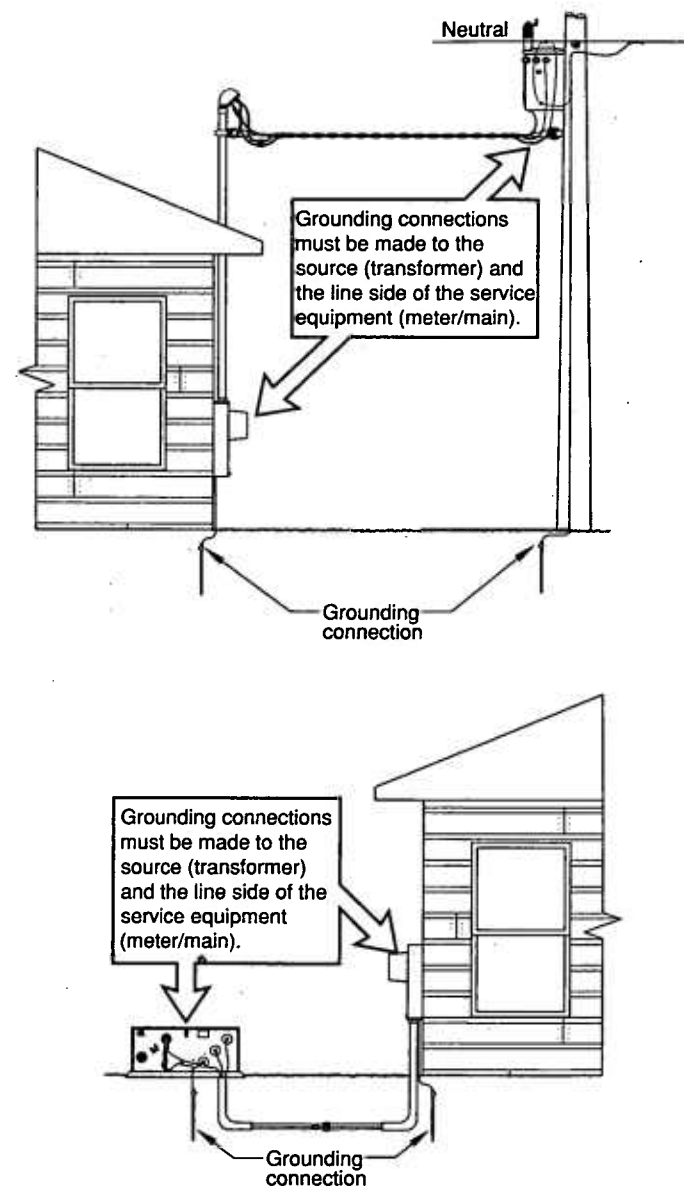 Neutral
Grounding connections
must be made to the
source (transformer) and
the line side of the service
equipment (meter/main).
Grounding
connection
Grounding connections
must be made to the
source (transformer)
and the line side of the
service equipment
(meter/main).
Grounding
connection